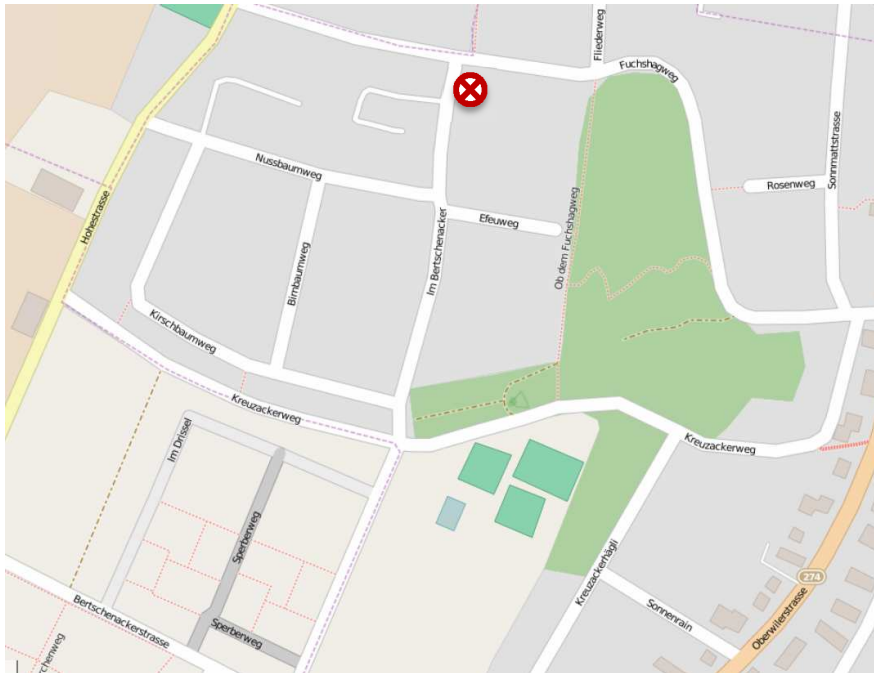 Fliederweg
Fuchshagweg
Sonnmattstrasse
Nussbaumweg
Rosenweg
Hohestrasse
Im Bertschenacker
Efeuweg
Ob dem Fuchshagweg
Birnbaumweg
Kirschbaumweg
Kreuzackerweg
Im Drissel
Kreuzackerweg
Sperberweg
Kreuzackerhägli
274
Sonnenrain
Oberwilerstrasse
Bertschenackerstrasse
Sperberweg